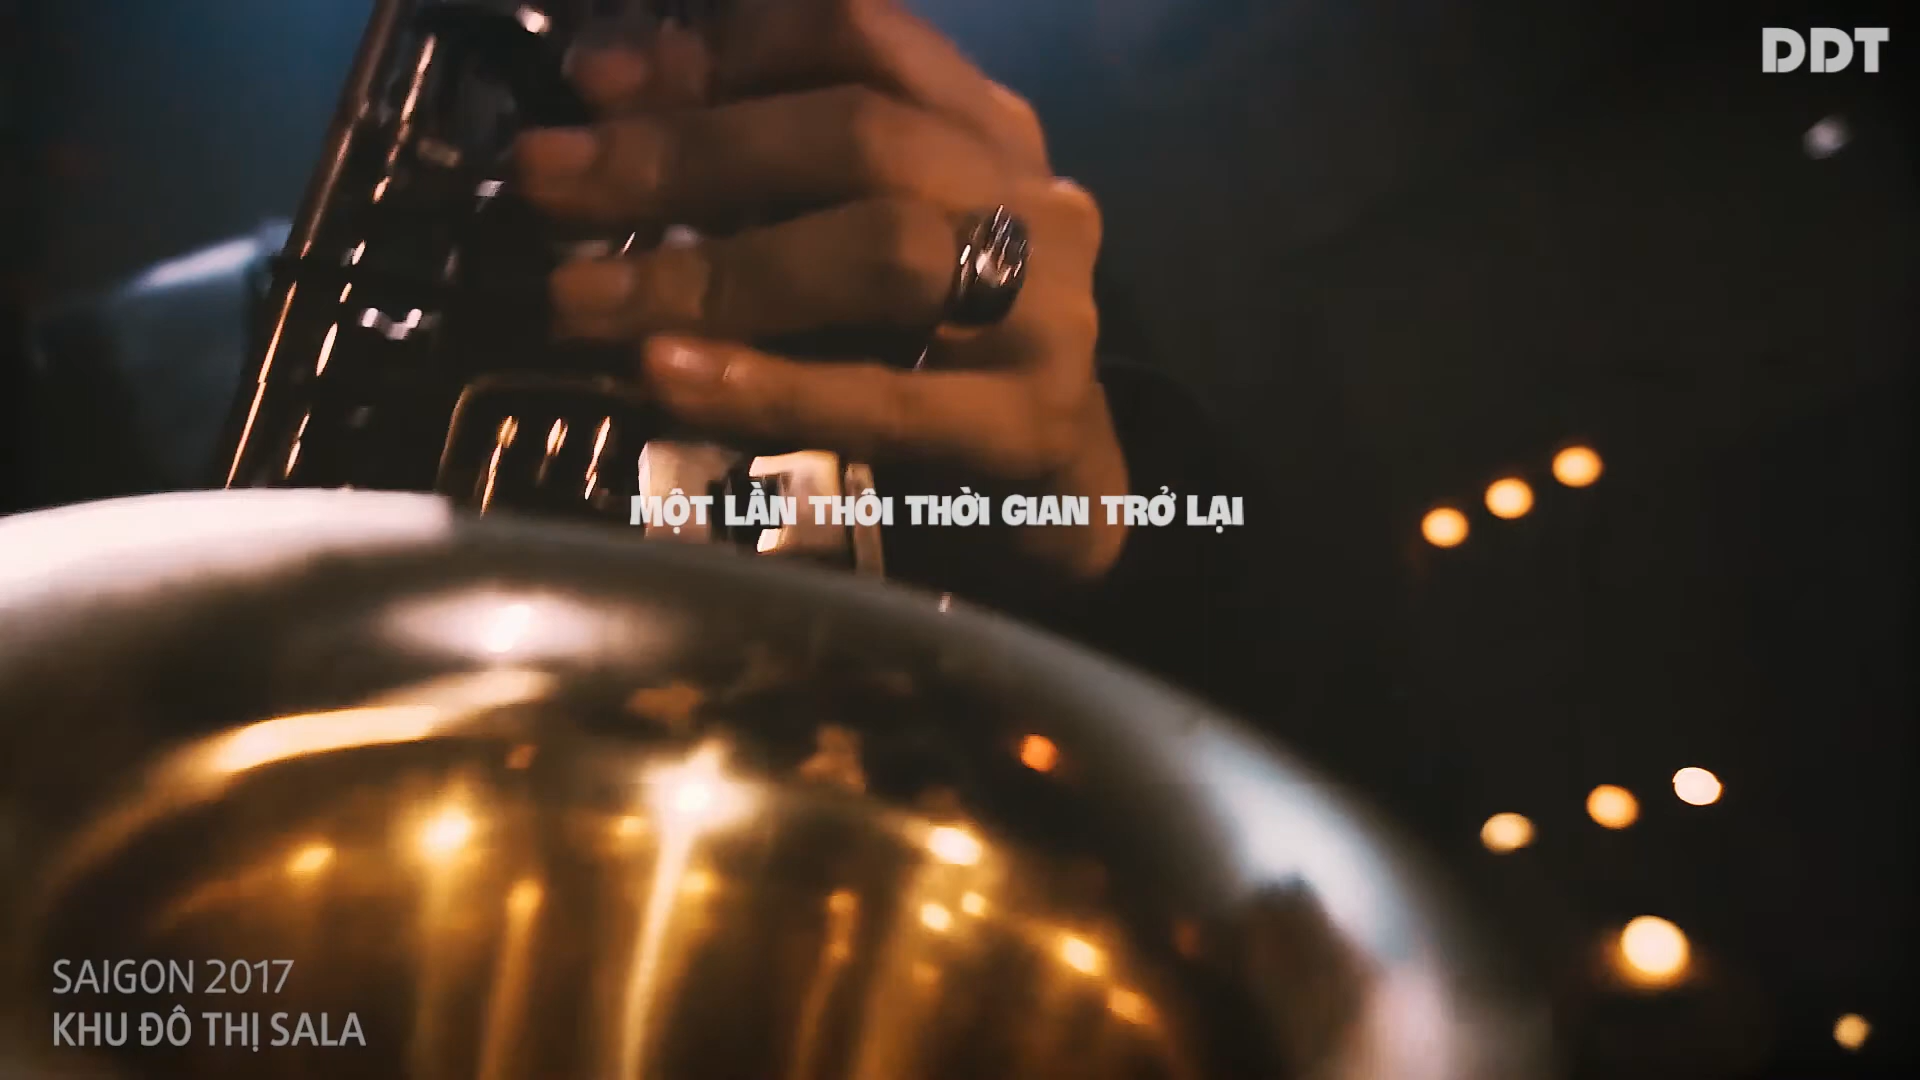 DDT
MỘT LẦN THÔI THỜI GIAN TRỞ LẠI
SAIGON 2017
KHU ĐÔ THỊ SALA